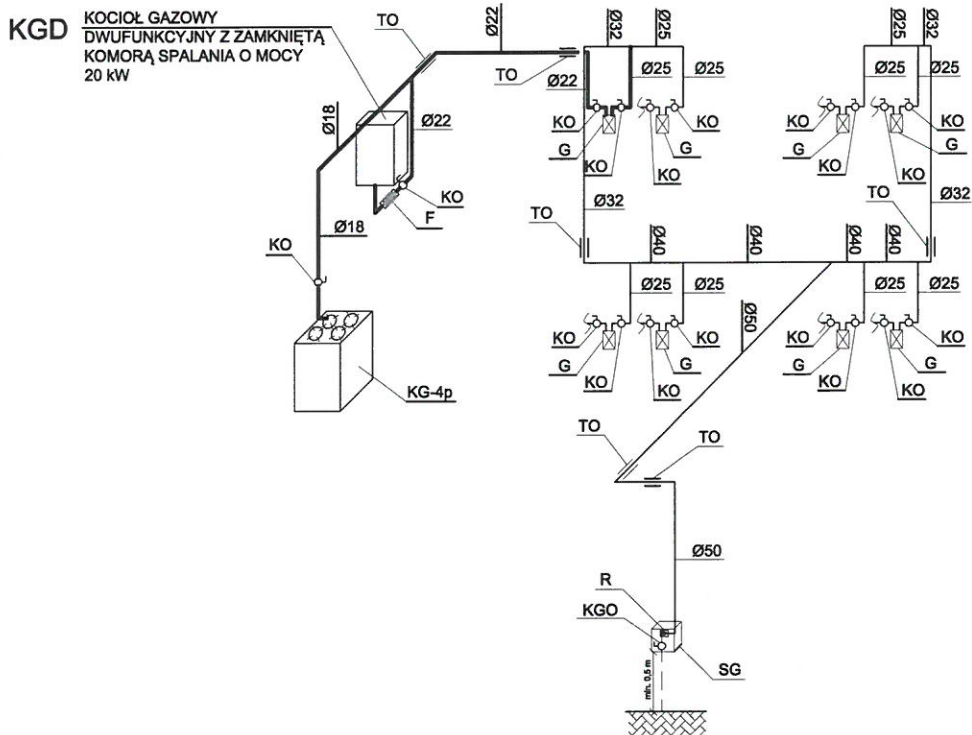 KGD
KOCIOŁ GAZOWY
DWUFUNKCYJNY Z ZAMKNIĘTĄ
KOMORĄ SPALANIA O MOCY
20 kW
TO
Ø22
TO
Ø32
Ø25
Ø25
Ø32
Ø22
Ø25
Ø25
Ø25
Ø25
Ø18
Ø22
KO
KO
KO
KO
G
G
G
G
KO
KO
KO
KO
KO
F
Ø18
KO
TO
Ø32
TO
Ø32
Ø40
Ø40
Ø40
Ø40
Ø25
Ø25
Ø25
Ø25
Ø50
KO
KO
KO
KO
G
G
G
G
KO
KO
KO
KO
KG-4p
TO
TO
Ø50
R
KGO
SG
min. 0,5 m